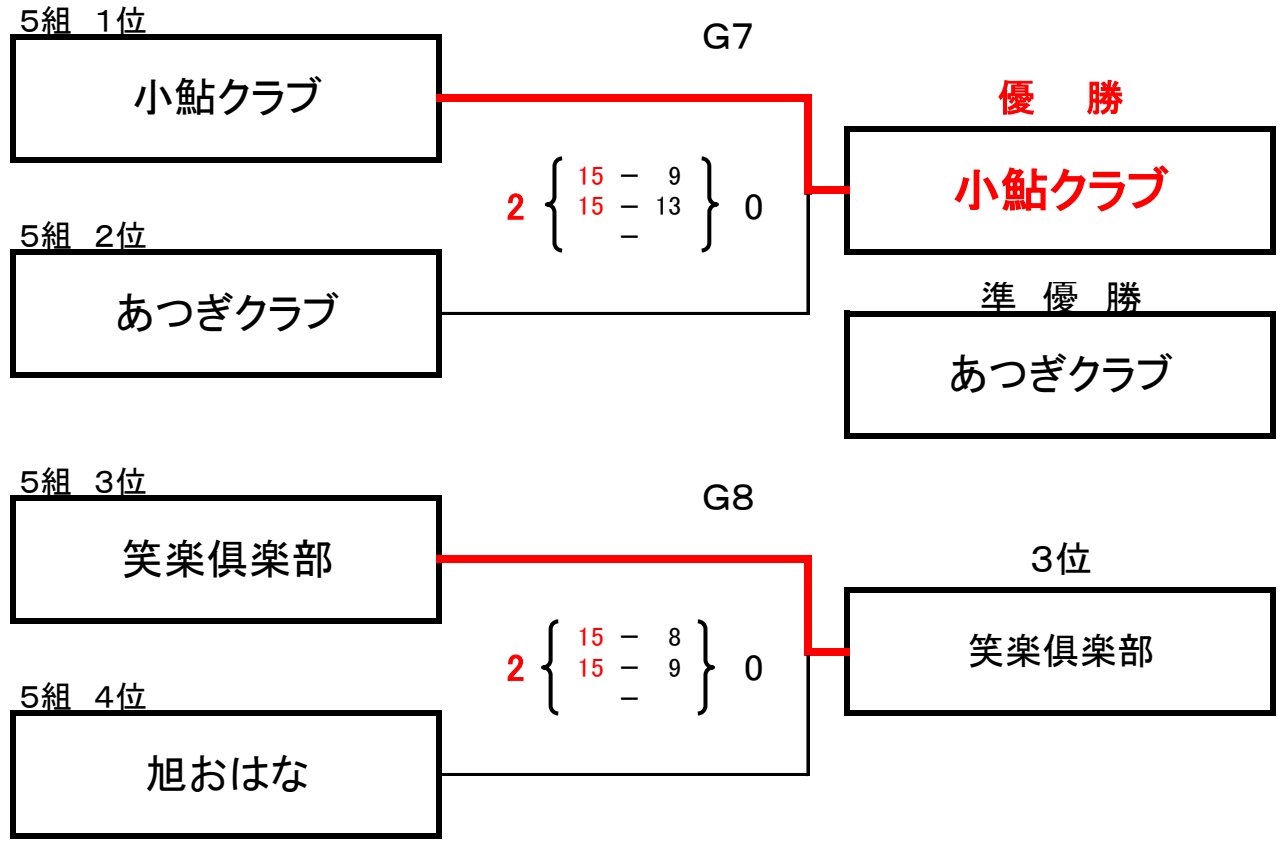 5組 1位
小鮎クラブ
G7
優 勝
小鮎クラブ
2 { 15 － 9 } 0
15 － 13
－
5組 2位
あつぎクラブ
準 優 勝
あつぎクラブ
5組 3位
笑楽倶楽部
G8
3位
笑楽倶楽部
2 { 15 － 8 } 0
15 － 9
－
5組 4位
旭おはな